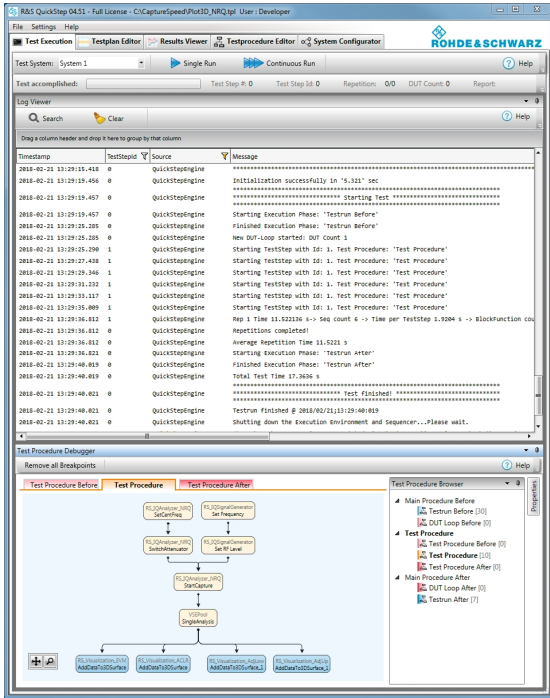 R&S QuickStep 04.51 - Full License - C:\CaptureSpeed\Plot3D_NRQ.tpl User : Developer
File Settings Help
Test Execution Testplan Editor Results Viewer Testprocedure Editor System Configurator
ROHDE&SCHWARZ
Test System: System 1 Single Run Continuous Run Help
Test accomplished: Test Step #: 0 Test Step Id: 0 Repetition: 0/0 DUT Count: 0 Report:
Log Viewer
Search Clear Help
Drag a column header and drop it here to group by that column
Timestamp TestStepId Source Message
2018-02-21 13:29:15.418 0 QuickStepEngine
2018-02-21 13:29:19.456 0 QuickStepEngine Initialization successfully in '5.321' sec
2018-02-21 13:29:19.457 0 QuickStepEngine Starting Test
2018-02-21 13:29:19.457 0 QuickStepEngine Starting Execution Phase: 'Testrun Before'
2018-02-21 13:29:25.285 0 QuickStepEngine Finished Execution Phase: 'Testrun Before'
2018-02-21 13:29:25.285 0 QuickStepEngine New DUT-Loop started: DUT Count 1
2018-02-21 13:29:25.290 1 QuickStepEngine Starting TestStep with Id: 1. Test Procedure: 'Test Procedure'
2018-02-21 13:29:27.438 1 QuickStepEngine Starting TestStep with Id: 1. Test Procedure: 'Test Procedure'
2018-02-21 13:29:29.346 1 QuickStepEngine Starting TestStep with Id: 1. Test Procedure: 'Test Procedure'
2018-02-21 13:29:31.232 1 QuickStepEngine Starting TestStep with Id: 1. Test Procedure: 'Test Procedure'
2018-02-21 13:29:33.117 1 QuickStepEngine Starting TestStep with Id: 1. Test Procedure: 'Test Procedure'
2018-02-21 13:29:35.009 1 QuickStepEngine Starting TestStep with Id: 1. Test Procedure: 'Test Procedure'
2018-02-21 13:29:36.812 1 QuickStepEngine Rep 1 Time 11.522136 s-> Seq count 6 -> Time per TestStep 1.9204 s -> BlockFunction cou
2018-02-21 13:29:36.812 0 QuickStepEngine Repetitions completed!
2018-02-21 13:29:36.812 0 QuickStepEngine Average Repetition Time 11.5221 s
2018-02-21 13:29:36.821 0 QuickStepEngine Starting Execution Phase: 'Testrun After'
2018-02-21 13:29:40.019 0 QuickStepEngine Finished Execution Phase: 'Testrun After'
2018-02-21 13:29:40.019 0 QuickStepEngine Total Test Time 17.3636 s
2018-02-21 13:29:40.021 0 QuickStepEngine Test finished!
2018-02-21 13:29:40.021 0 QuickStepEngine Testrun finished @ 2018/02/21;13:29:40:019
2018-02-21 13:29:40.021 0 QuickStepEngine Shutting down the Execution Environment and Sequencer...Please wait.
Test Procedure Debugger
Remove all Breakpoints Help
Test Procedure Before Test Procedure Test Procedure After
RS_IQAnalyzer_NRQ RS_IQSignalGenerator
SetCentFreq Set Frequency
RS_IQAnalyzer_NRQ RS_IQSignalGenerator
SwitchAttenuator Set RF Level
RS_IQAnalyzer_NRQ
StartCapture
VSEPool
SingleAnalysis
RS_Visualization_EVM RS_Visualization_ACLR RS_Visualization_AdjLow RS_Visualization_AdjUp
AddDataTo3DSurface AddDataTo3DSurface AddDataTo3DSurface_1 AddDataTo3DSurface_1
Test Procedure Browser
Main Procedure Before
Testrun Before [30]
DUT Loop Before [0]
Test Procedure
Test Procedure Before [0]
Test Procedure [10]
Test Procedure After [0]
Main Procedure After
DUT Loop After [0]
Testrun After [7]
Properties